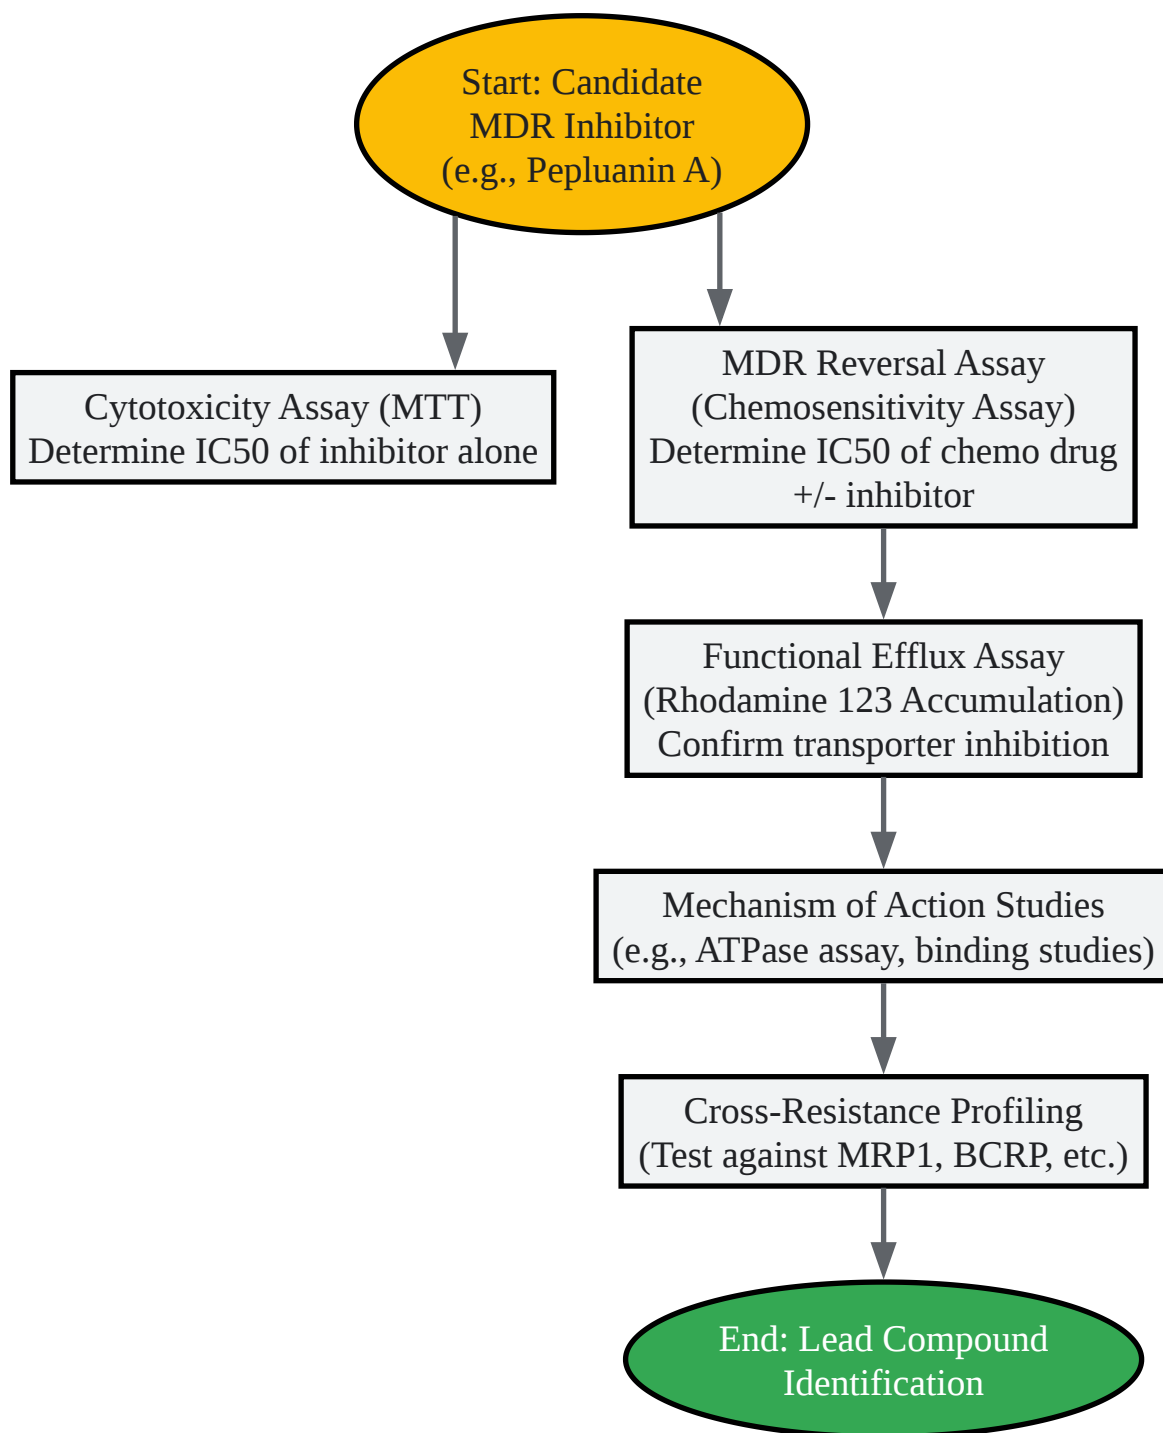 Start: Candidate
MDR Inhibitor
(e.g., Pepluanin A)
Cytotoxicity Assay (MTT)
Determine IC50 of inhibitor alone
MDR Reversal Assay
(Chemosensitivity Assay)
Determine IC50 of chemo drug
+/- inhibitor
Functional Efflux Assay
(Rhodamine 123 Accumulation)
Confirm transporter inhibition
Mechanism of Action Studies
(e.g., ATPase assay, binding studies)
Cross-Resistance Profiling
(Test against MRP1, BCRP, etc.)
End: Lead Compound
Identification